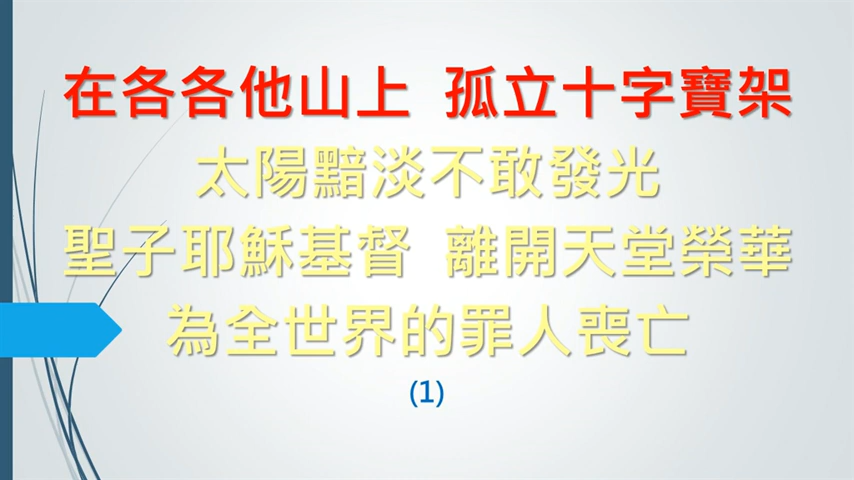 在各各他山上 孤立十字寶架
太陽黯淡不敢發光
聖子耶穌基督 離開天堂榮華
為全世界的罪人喪亡
(1)